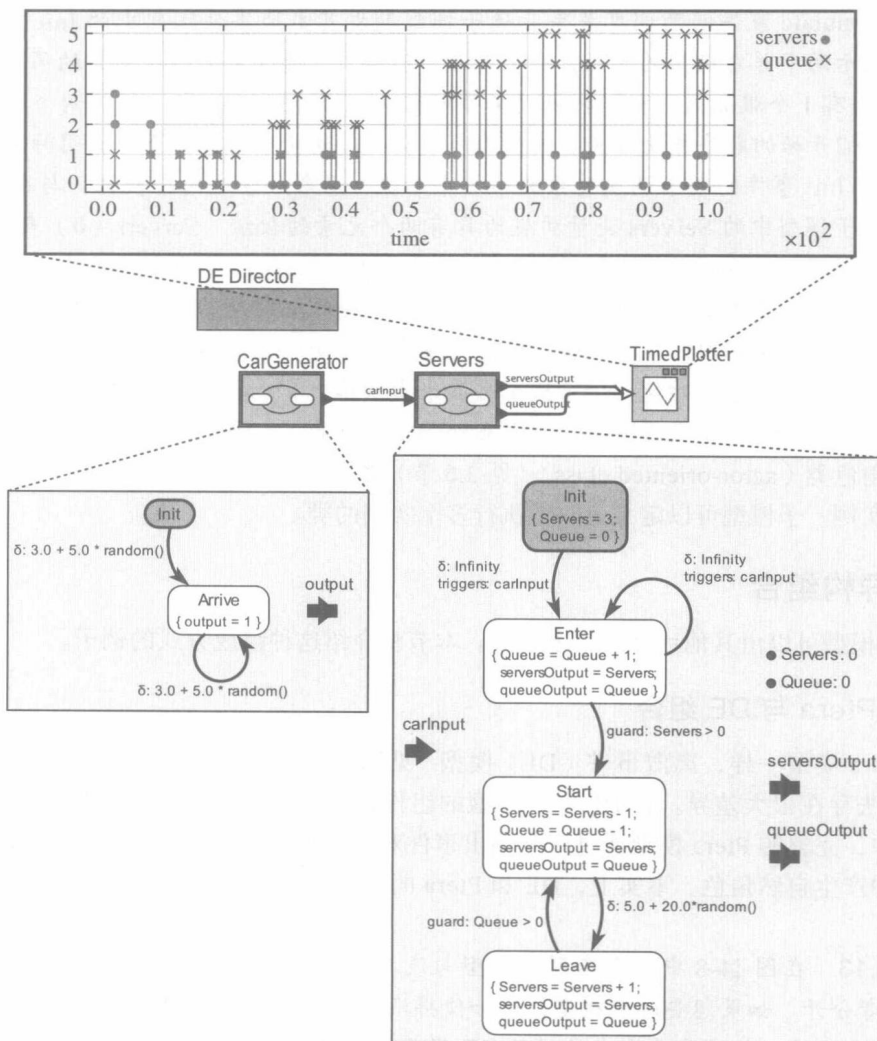 servers
queue
5
4
3
2
1
0
0.0 0.1 0.2 0.3 0.4 0.5 0.6 0.7 0.8 0.9 1.0
time
×10²
DE Director
CarGenerator
Servers
TimedPlotter
carInput
serversOutput
queueOutput
Init
δ: 3.0 + 5.0 * random()
Arrive
{ output = 1 }
δ: 3.0 + 5.0 * random()
output
Init
{ Servers = 3;
Queue = 0 }
δ: Infinity
triggers: carInput
δ: Infinity
triggers: carInput
Enter
{ Queue = Queue + 1;
serversOutput = Servers;
queueOutput = Queue }
Servers: 0
Queue: 0
carInput
guard: Servers > 0
serversOutput
Start
{ Servers = Servers - 1;
Queue = Queue - 1;
serversOutput = Servers;
queueOutput = Queue }
queueOutput
guard: Queue > 0
δ: 5.0 + 20.0*random()
Leave
{ Servers = Servers + 1;
serversOutput = Servers;
queueOutput = Queue }